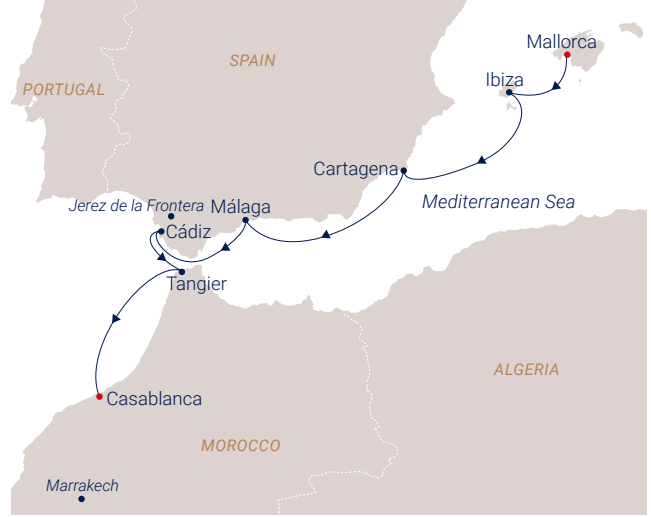 Mallorca
SPAIN
Ibiza
PORTUGAL
Cartagena
Mediterranean Sea
Jerez de la Frontera
Málaga
Cádiz
Tangier
ALGERIA
Casablanca
MOROCCO
Marrakech